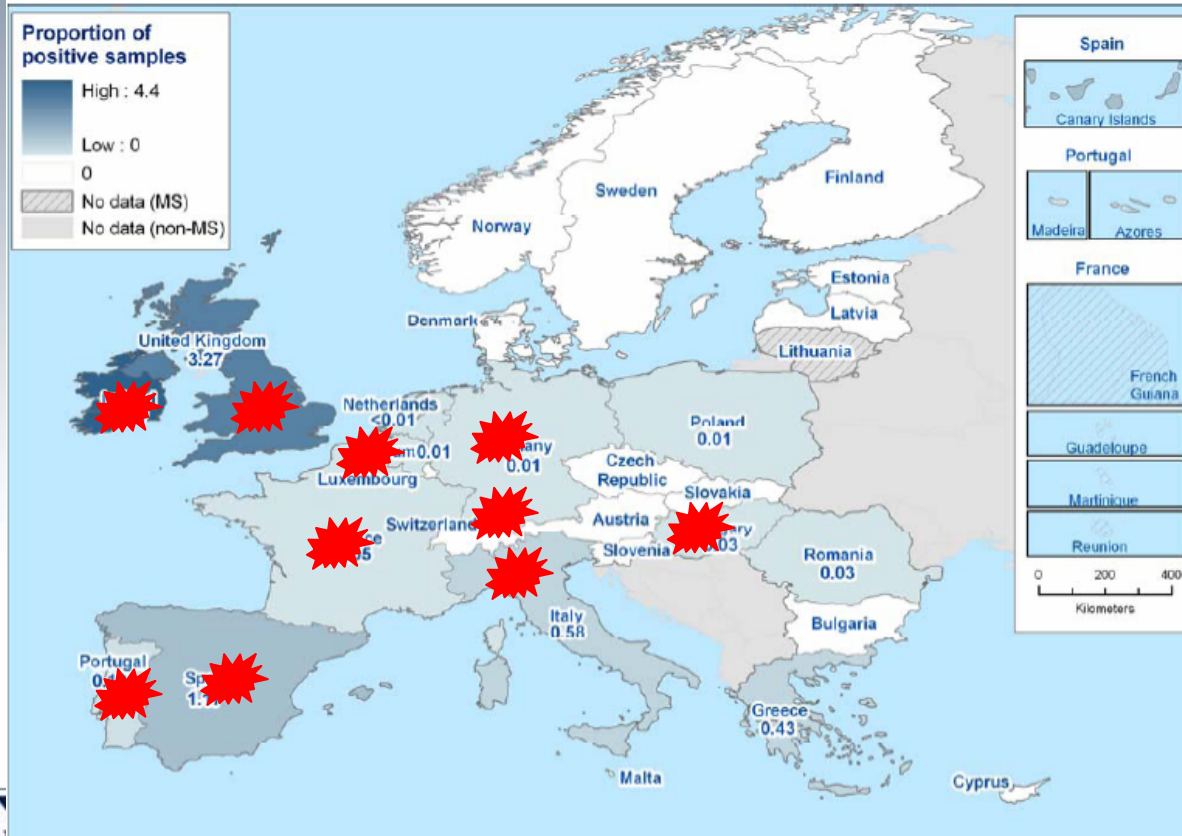 Proportion of
positive samples
High : 4.4
Low : 0
0
No data (MS)
No data (non-MS)
Norway
Sweden
Finland
Estonia
Latvia
Lithuania
Denmark
United Kingdom
3.27
Netherlands
<0.01
0.01
Luxembourg
0.01
Poland
0.01
Czech
Republic
Slovakia
Switzerland
Austria
Slovenia
Romania
0.03
Bulgaria
Italy
0.58
Portugal
Greece
0.43
Malta
Cyprus
Spain
Canary Islands
Portugal
Madeira
Azores
France
French
Guiana
Guadeloupe
Martinique
Reunion
0 200 400
Kilometers